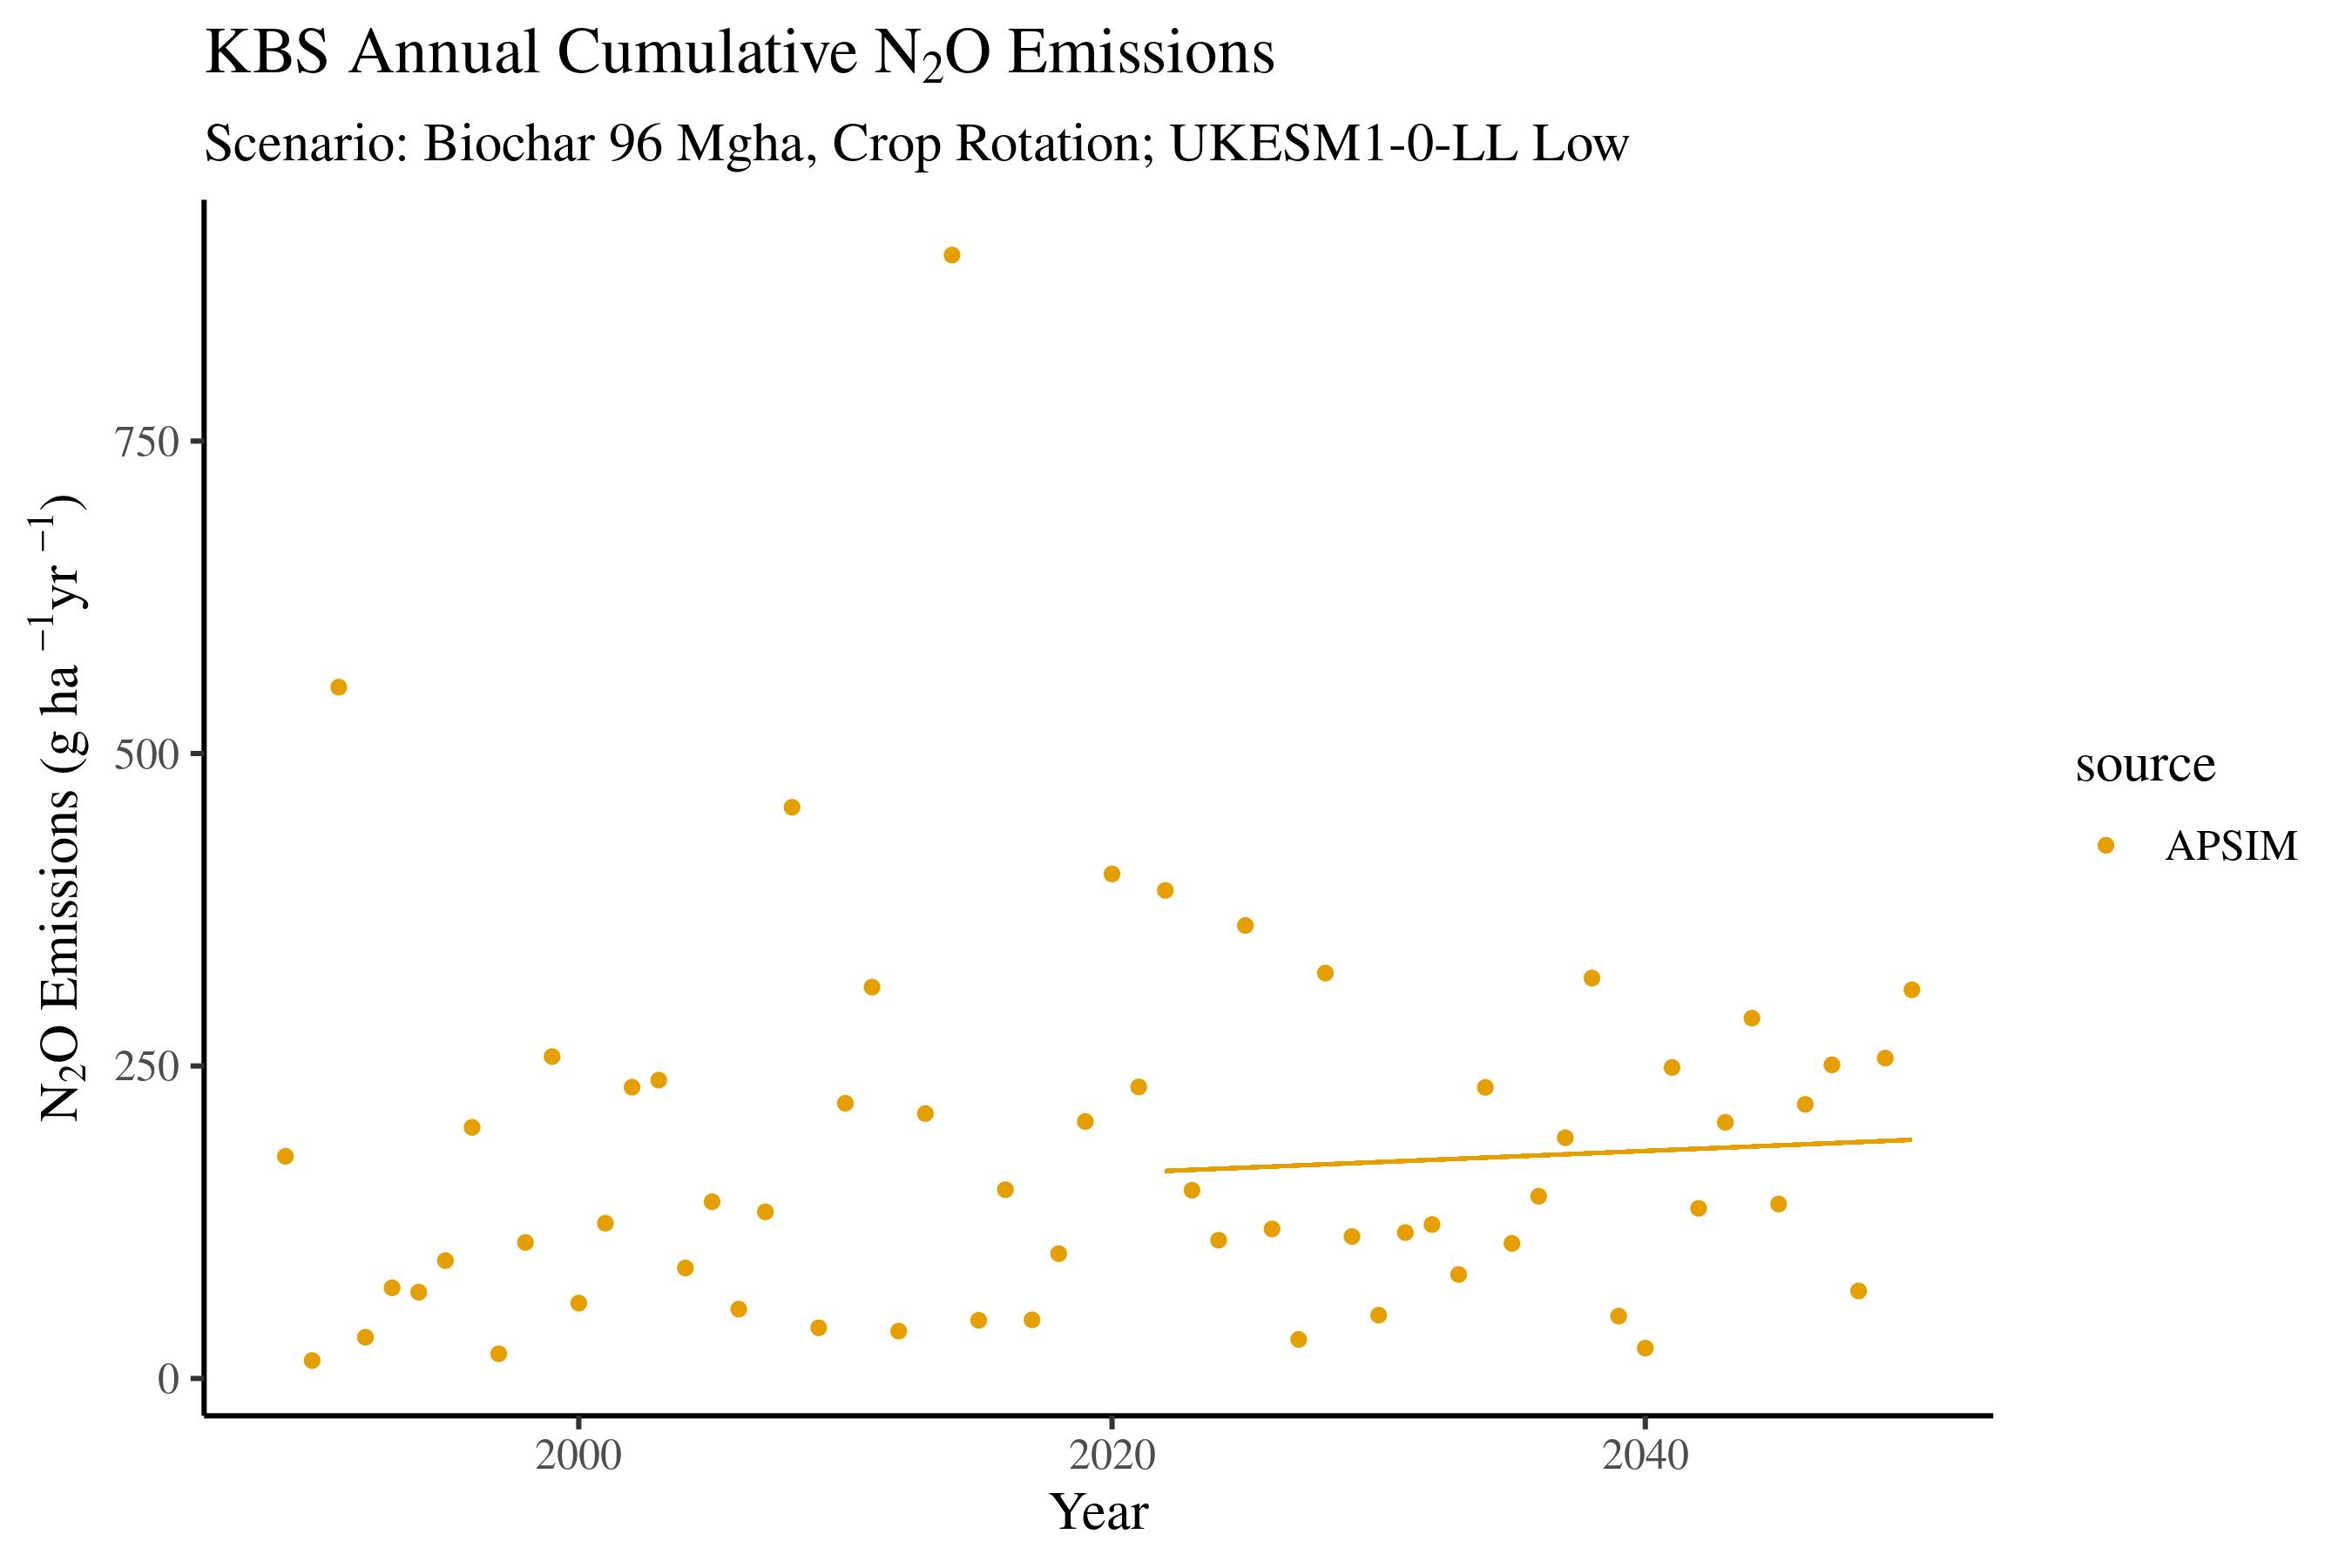 KBS Annual Cumulative N₂O Emissions
Scenario: Biochar 96 Mgha, Crop Rotation; UKESM1-0-LL Low
N₂O Emissions (g ha⁻¹yr⁻¹)
750
500
250
0
2000
2020
2040
Year
source
APSIM